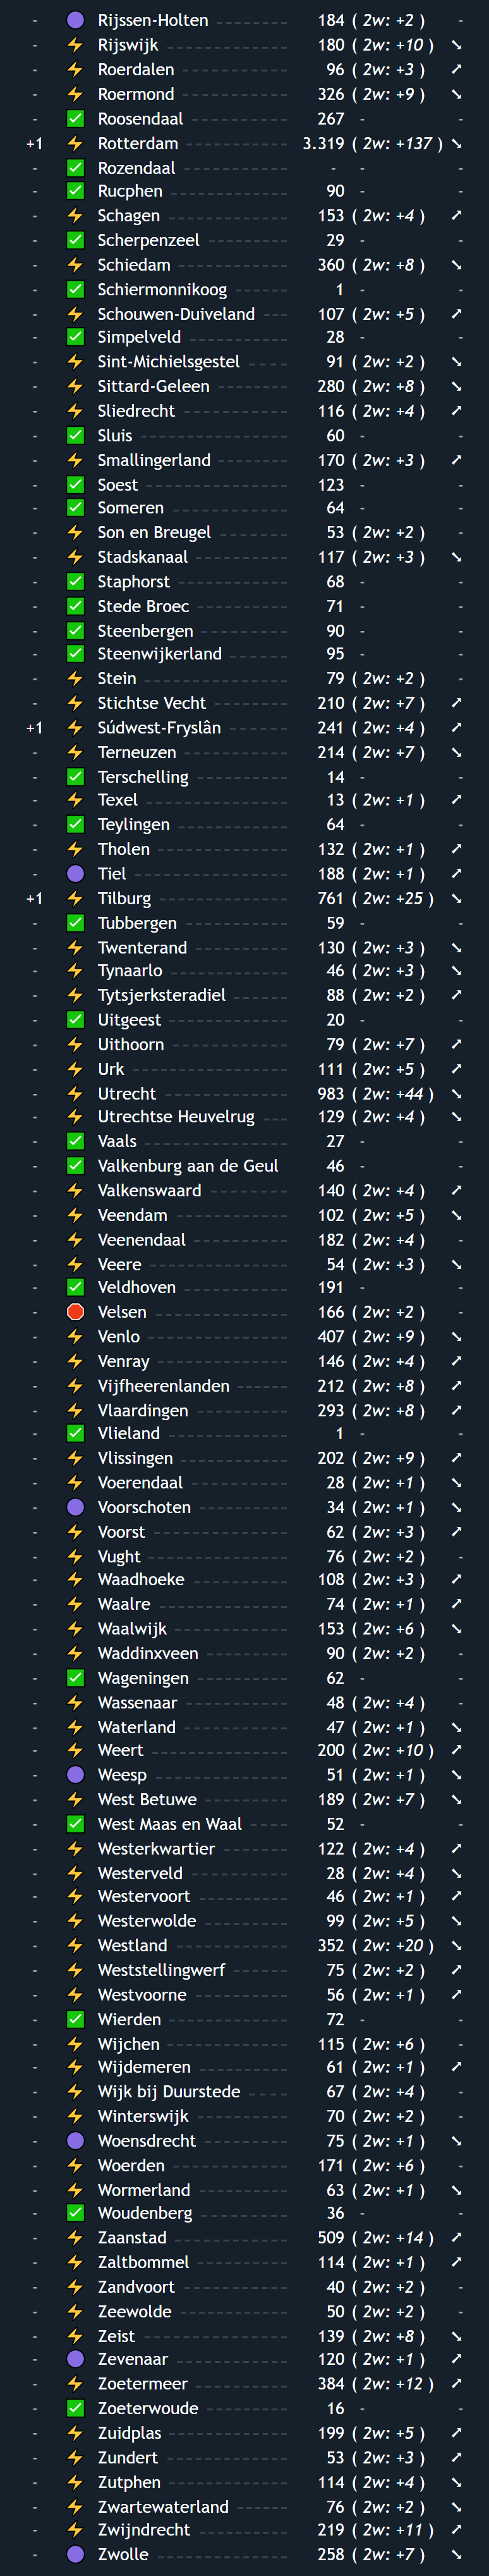 - 🟣 Rijssen-Holten 184 ( 2w: +2 ) -
- ⚡ Rijswijk 180 ( 2w: +10 ) ➘
- ⚡ Roerdalen 96 ( 2w: +3 ) ➚
- ⚡ Roermond 326 ( 2w: +9 ) ➘
- ✅ Roosendaal 267 - -
+1 ⚡ Rotterdam 3.319 ( 2w: +137 ) ➘
- ✅ Rozendaal - - -
- ✅ Rucphen 90 - -
- ⚡ Schagen 153 ( 2w: +4 ) ➚
- ✅ Scherpenzeel 29 - -
- ⚡ Schiedam 360 ( 2w: +8 ) ➘
- ✅ Schiermonnikoog 1 - -
- ⚡ Schouwen-Duiveland 107 ( 2w: +5 ) ➚
- ✅ Simpelveld 28 - -
- ⚡ Sint-Michielsgestel 91 ( 2w: +2 ) ➘
- ⚡ Sittard-Geleen 280 ( 2w: +8 ) ➘
- ⚡ Sliedrecht 116 ( 2w: +4 ) ➚
- ✅ Sluis 60 - -
- ⚡ Smallingerland 170 ( 2w: +3 ) ➚
- ✅ Soest 123 - -
- ✅ Someren 64 - -
- ⚡ Son en Breugel 53 ( 2w: +2 ) -
- ⚡ Stadskanaal 117 ( 2w: +3 ) ➘
- ✅ Staphorst 68 - -
- ✅ Stede Broec 71 - -
- ✅ Steenbergen 90 - -
- ✅ Steenwijkerland 95 - -
- ⚡ Stein 79 ( 2w: +2 ) -
- ⚡ Stichtse Vecht 210 ( 2w: +7 ) ➚
+1 ⚡ Súdwest-Fryslân 241 ( 2w: +4 ) ➚
- ⚡ Terneuzen 214 ( 2w: +7 ) ➘
- ✅ Terschelling 14 - -
- ⚡ Texel 13 ( 2w: +1 ) ➚
- ✅ Teylingen 64 - -
- ⚡ Tholen 132 ( 2w: +1 ) ➚
- 🟣 Tiel 188 ( 2w: +1 ) ➚
+1 ⚡ Tilburg 761 ( 2w: +25 ) ➘
- ✅ Tubbergen 59 - -
- ⚡ Twenterand 130 ( 2w: +3 ) ➘
- ⚡ Tynaarlo 46 ( 2w: +3 ) ➘
- ⚡ Tytsjerksteradiel 88 ( 2w: +2 ) ➚
- ✅ Uitgeest 20 - -
- ⚡ Uithoorn 79 ( 2w: +7 ) ➚
- ⚡ Urk 111 ( 2w: +5 ) ➚
- ⚡ Utrecht 983 ( 2w: +44 ) ➘
- ⚡ Utrechtse Heuvelrug 129 ( 2w: +4 ) ➘
- ✅ Vaals 27 - -
- ✅ Valkenburg aan de Geul 46 - -
- ⚡ Valkenswaard 140 ( 2w: +4 ) ➚
- ⚡ Veendam 102 ( 2w: +5 ) ➘
- ⚡ Veenendaal 182 ( 2w: +4 ) -
- ⚡ Veere 54 ( 2w: +3 ) ➘
- ✅ Veldhoven 191 - -
- 🛑 Velsen 166 ( 2w: +2 ) -
- ⚡ Venlo 407 ( 2w: +9 ) ➘
- ⚡ Venray 146 ( 2w: +4 ) ➚
- ⚡ Vijfheerenlanden 212 ( 2w: +8 ) ➚
- ⚡ Vlaardingen 293 ( 2w: +8 ) ➚
- ✅ Vlieland 1 - -
- ⚡ Vlissingen 202 ( 2w: +9 ) ➚
- ⚡ Voerendaal 28 ( 2w: +1 ) ➘
- 🟣 Voorschoten 34 ( 2w: +1 ) ➘
- ⚡ Voorst 62 ( 2w: +3 ) ➚
- ⚡ Vught 76 ( 2w: +2 ) -
- ⚡ Waadhoeke 108 ( 2w: +3 ) ➚
- ⚡ Waalre 74 ( 2w: +1 ) ➚
- ⚡ Waalwijk 153 ( 2w: +6 ) ➘
- ⚡ Waddinxveen 90 ( 2w: +2 ) -
- ✅ Wageningen 62 - -
- ⚡ Wassenaar 48 ( 2w: +4 ) -
- ⚡ Waterland 47 ( 2w: +1 ) ➘
- ⚡ Weert 200 ( 2w: +10 ) ➚
- 🟣 Weesp 51 ( 2w: +1 ) ➘
- ⚡ West Betuwe 189 ( 2w: +7 ) ➘
- ✅ West Maas en Waal 52 - -
- ⚡ Westerkwartier 122 ( 2w: +4 ) ➚
- ⚡ Westerveld 28 ( 2w: +4 ) ➘
- ⚡ Westervoort 46 ( 2w: +1 ) ➚
- ⚡ Westerwolde 99 ( 2w: +5 ) ➘
- ⚡ Westland 352 ( 2w: +20 ) ➘
- ⚡ Weststellingwerf 75 ( 2w: +2 ) ➚
- ⚡ Westvoorne 56 ( 2w: +1 ) ➚
- ✅ Wierden 72 - -
- ⚡ Wijchen 115 ( 2w: +6 ) -
- ⚡ Wijdemeren 61 ( 2w: +1 ) ➚
- ⚡ Wijk bij Duurstede 67 ( 2w: +4 ) -
- ⚡ Winterswijk 70 ( 2w: +2 ) -
- 🟣 Woensdrecht 75 ( 2w: +1 ) ➘
- ⚡ Woerden 171 ( 2w: +6 ) -
- ⚡ Wormerland 63 ( 2w: +1 ) ➘
- ✅ Woudenberg 36 - -
- ⚡ Zaanstad 509 ( 2w: +14 ) ➚
- ⚡ Zaltbommel 114 ( 2w: +1 ) ➚
- ⚡ Zandvoort 40 ( 2w: +2 ) -
- ⚡ Zeewolde 50 ( 2w: +2 ) -
- ⚡ Zeist 139 ( 2w: +8 ) ➘
- 🟣 Zevenaar 120 ( 2w: +1 ) ➚
- ⚡ Zoetermeer 384 ( 2w: +12 ) ➚
- ✅ Zoeterwoude 16 - -
- ⚡ Zuidplas 199 ( 2w: +5 ) ➚
- ⚡ Zundert 53 ( 2w: +3 ) ➚
- ⚡ Zutphen 114 ( 2w: +4 ) ➘
- ⚡ Zwartewaterland 76 ( 2w: +2 ) ➘
- ⚡ Zwijndrecht 219 ( 2w: +11 ) ➚
- 🟣 Zwolle 258 ( 2w: +7 ) ➘